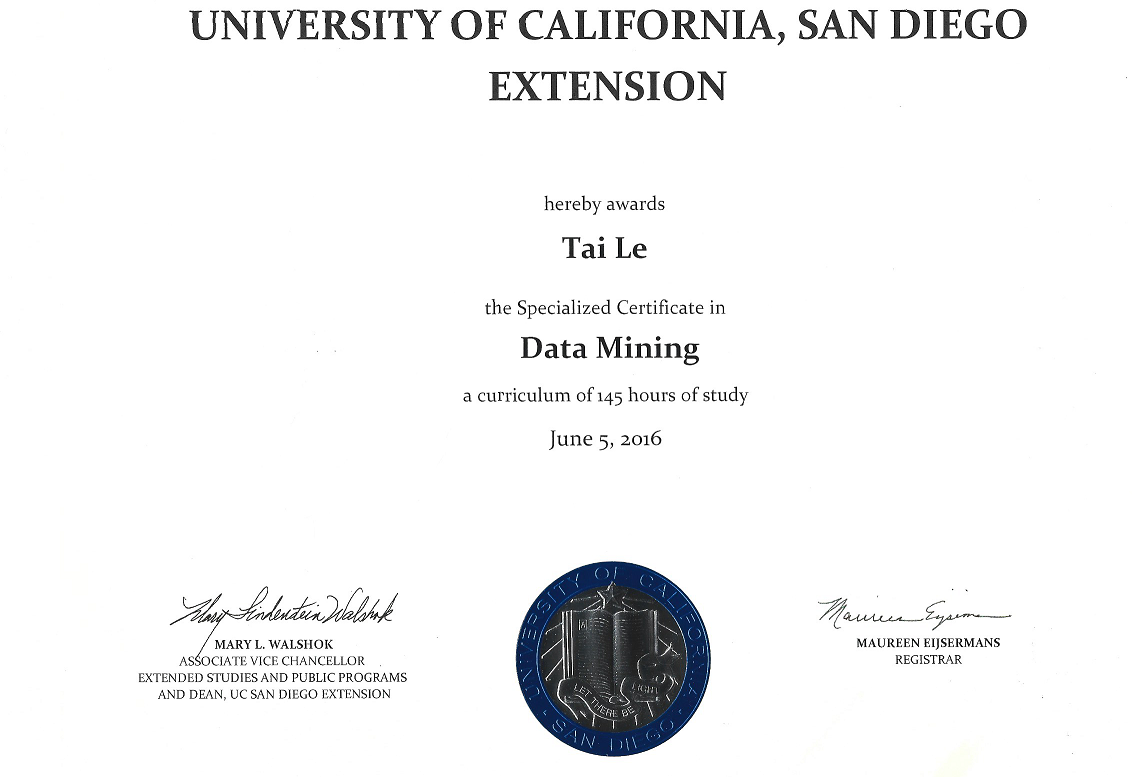 UNIVERSITY OF CALIFORNIA, SAN DIEGO
EXTENSION
hereby awards
Tai Le
the Specialized Certificate in
Data Mining
a curriculum of 145 hours of study
June 5, 2016
Mary Lindenstein Walshok
MARY L. WALSHOK
ASSOCIATE VICE CHANCELLOR
EXTENDED STUDIES AND PUBLIC PROGRAMS
AND DEAN, UC SAN DIEGO EXTENSION
UNIVERSITY OF CALIFORNIA
LET THERE BE LIGHT
SAN DIEGO
MAUREEN EIJSERMANS
REGISTRAR